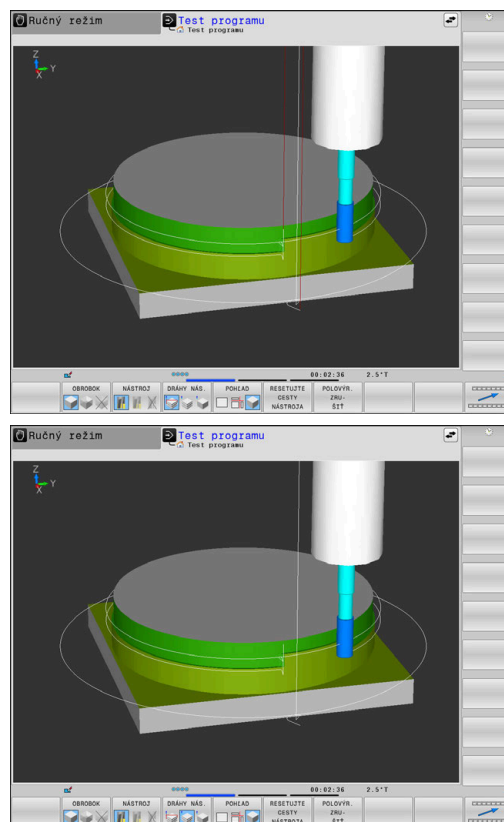 Ručný režim
Test programu
Test programu
Z
Y
X
00:02:36 2.5*T
OBROBOK
NÁSTROJ
DRÁHY NÁS.
POHĽAD
RESETUJTE
CESTY
NÁSTROJA
POLOVÝR.
ZRU-
ŠIŤ
Ručný režim
Test programu
Test programu
Z
Y
X
00:02:36 2.5*T
OBROBOK
NÁSTROJ
DRÁHY NÁS.
POHĽAD
RESETUJTE
CESTY
NÁSTROJA
POLOVÝR.
ZRU-
ŠIŤ